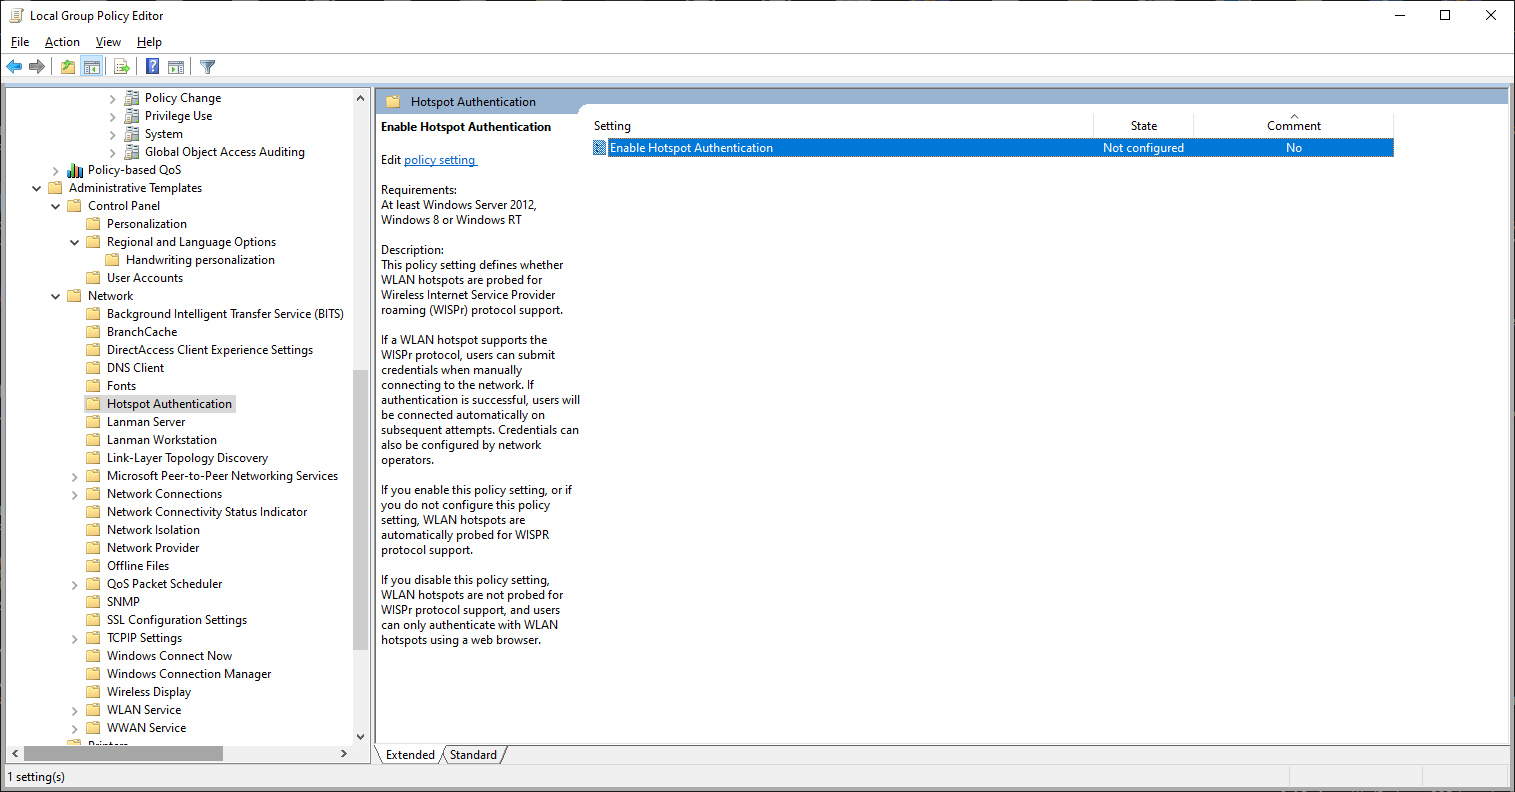 Local Group Policy Editor
File Action View Help
Policy Change
Privilege Use
System
Global Object Access Auditing
Policy-based QoS
Administrative Templates
Control Panel
Personalization
Regional and Language Options
Handwriting personalization
User Accounts
Network
Background Intelligent Transfer Service (BITS)
BranchCache
DirectAccess Client Experience Settings
DNS Client
Fonts
Hotspot Authentication
Lanman Server
Lanman Workstation
Link-Layer Topology Discovery
Microsoft Peer-to-Peer Networking Services
Network Connections
Network Connectivity Status Indicator
Network Isolation
Network Provider
Offline Files
QoS Packet Scheduler
SNMP
SSL Configuration Settings
TCPIP Settings
Windows Connect Now
Windows Connection Manager
Wireless Display
WLAN Service
WWAN Service
Printers
Hotspot Authentication
Enable Hotspot Authentication
Edit policy setting
Requirements:
At least Windows Server 2012,
Windows 8 or Windows RT
Description:
This policy setting defines whether
WLAN hotspots are probed for
Wireless Internet Service Provider
roaming (WISPr) protocol support.
If a WLAN hotspot supports the
WISPr protocol, users can submit
credentials when manually
connecting to the network. If
authentication is successful, users will
be connected automatically on
subsequent attempts. Credentials can
also be configured by network
operators.
If you enable this policy setting, or if
you do not configure this policy
setting, WLAN hotspots are
automatically probed for WISPR
protocol support.
If you disable this policy setting,
WLAN hotspots are not probed for
WISPr protocol support, and users
can only authenticate with WLAN
hotspots using a web browser.
Setting State Comment
Enable Hotspot Authentication Not configured No
Extended Standard
1 setting(s)